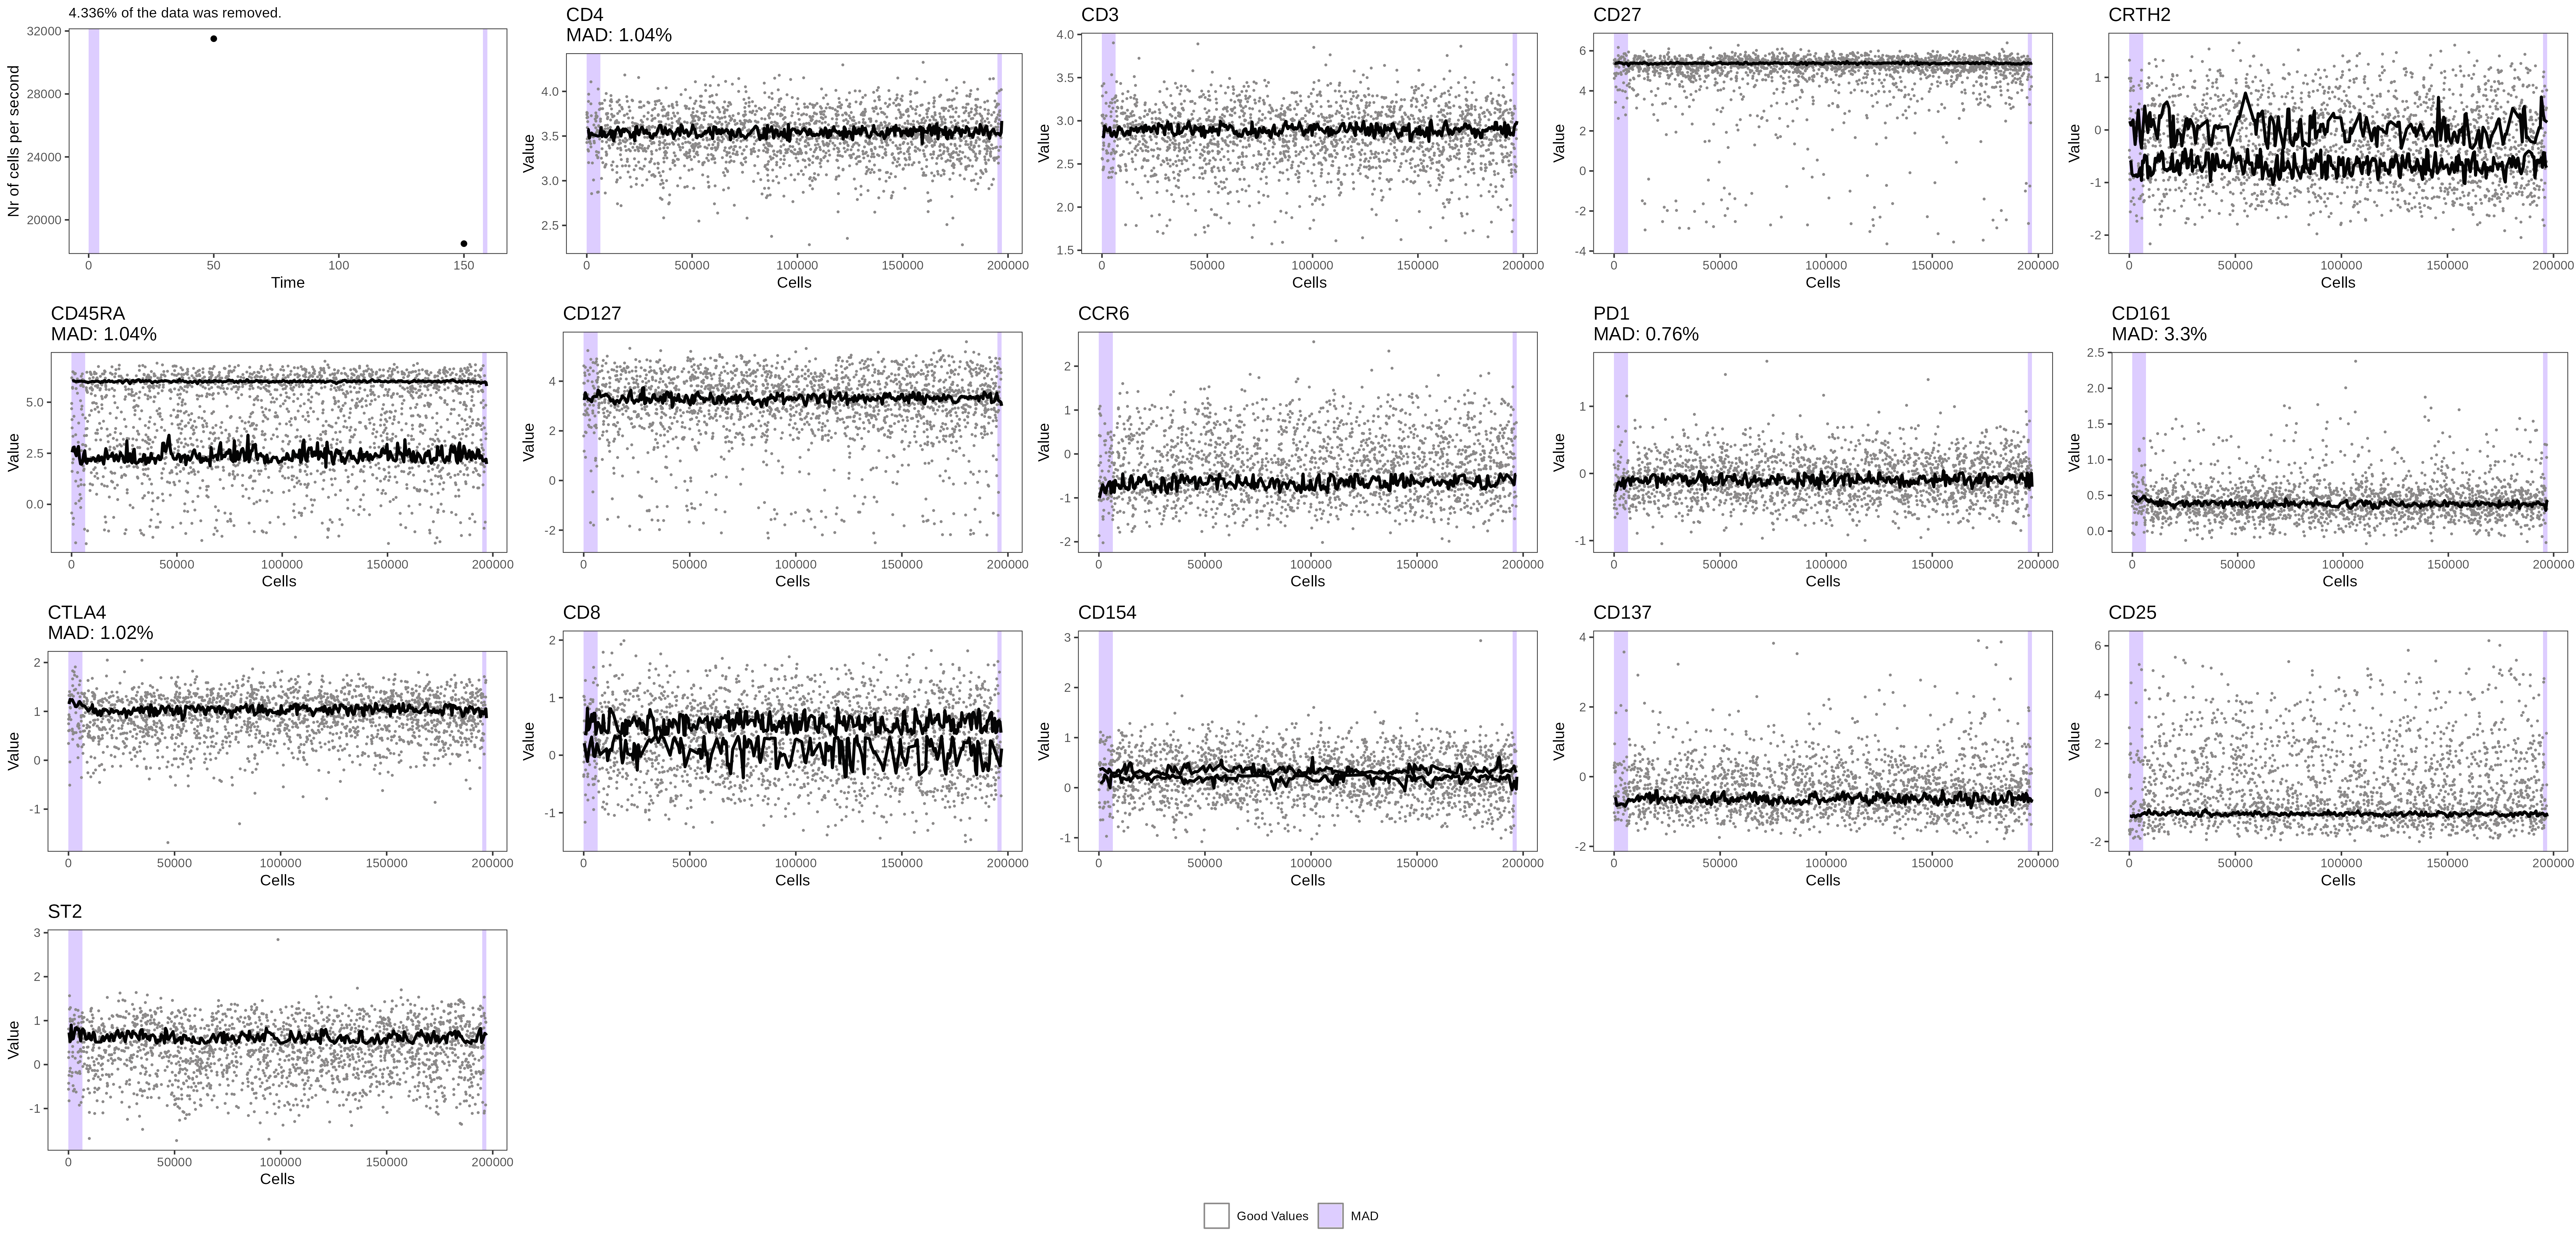 4.336% of the data was removed.
Nr of cells per second
32000
28000
24000
20000
0 50 100 150
Time
CD4
MAD: 1.04%
Value
4.0
3.5
3.0
2.5
0 50000 100000 150000 200000
Cells
CD3
Value
4.0
3.5
3.0
2.5
2.0
1.5
0 50000 100000 150000 200000
Cells
CD27
Value
6
4
2
0
-2
-4
0 50000 100000 150000 200000
Cells
CRTH2
Value
1
0
-1
-2
0 50000 100000 150000 200000
Cells
CD45RA
MAD: 1.04%
Value
5.0
2.5
0.0
0 50000 100000 150000 200000
Cells
CD127
Value
4
2
0
-2
0 50000 100000 150000 200000
Cells
CCR6
Value
2
1
0
-1
-2
0 50000 100000 150000 200000
Cells
PD1
MAD: 0.76%
Value
1
0
-1
0 50000 100000 150000 200000
Cells
CD161
MAD: 3.3%
Value
2.5
2.0
1.5
1.0
0.5
0.0
0 50000 100000 150000 200000
Cells
CTLA4
MAD: 1.02%
Value
2
1
0
-1
0 50000 100000 150000 200000
Cells
CD8
Value
2
1
0
-1
0 50000 100000 150000 200000
Cells
CD154
Value
3
2
1
0
-1
0 50000 100000 150000 200000
Cells
CD137
Value
4
2
0
-2
0 50000 100000 150000 200000
Cells
CD25
Value
6
4
2
0
-2
0 50000 100000 150000 200000
Cells
ST2
Value
3
2
1
0
-1
0 50000 100000 150000 200000
Cells
Good Values MAD